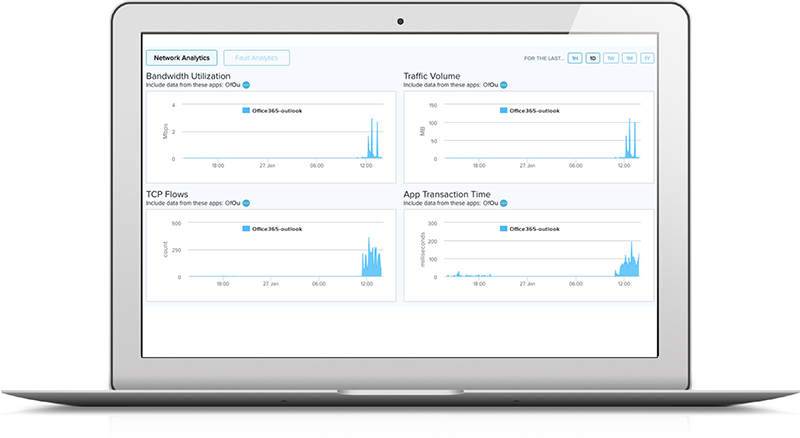 Network Analytics
Fault Analytics
FOR THE LAST...
1H
1D
1W
1M
1Y
Bandwidth Utilization
Include data from these apps: OfOu
Office365-outlook
Mbps
4
2
0
18:00
27. Jan
06:00
12:00
Traffic Volume
Include data from these apps: OfOu
Office365-outlook
MB
150
100
50
0
18:00
27. Jan
06:00
12:00
TCP Flows
Include data from these apps: OfOu
Office365-outlook
count
500
250
0
18:00
27. Jan
06:00
12:00
App Transaction Time
Include data from these apps: OfOu
Office365-outlook
milliseconds
300
200
100
0
18:00
27. Jan
06:00
12:00